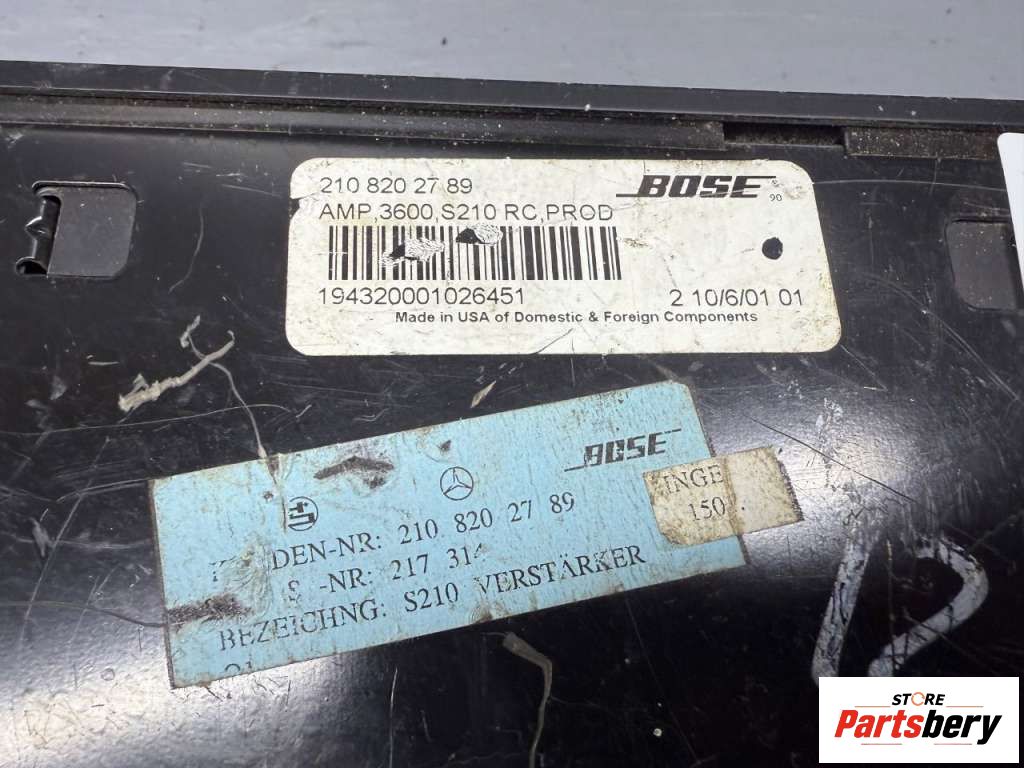 210 820 27 89
BOSE
90
AMP,3600,S210 RC,PROD
194320001026451
2 10/6/01 01
Made in USA of Domestic & Foreign Components
BOSE
DEN-NR: 210 820 27 89
INGE
150
-NR: 217 314
BEZEICHNG: S210 VERSTÄRKER
STORE
Partsbery